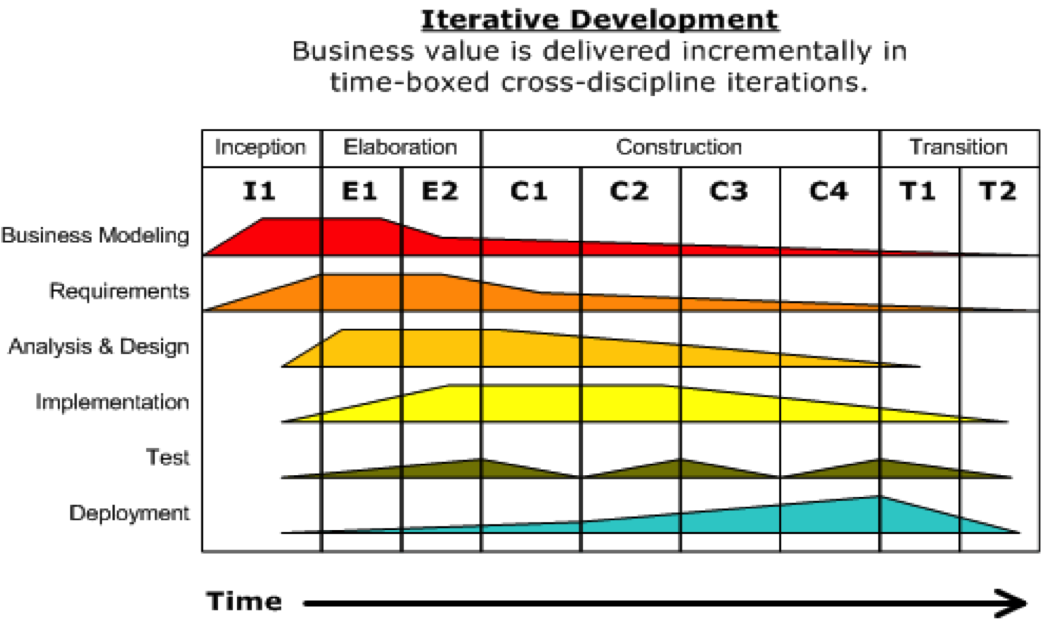 Iterative Development
Business value is delivered incrementally in
time-boxed cross-discipline iterations.
Inception Elaboration Construction Transition
I1 E1 E2 C1 C2 C3 C4 T1 T2
Business Modeling
Requirements
Analysis & Design
Implementation
Test
Deployment
Time